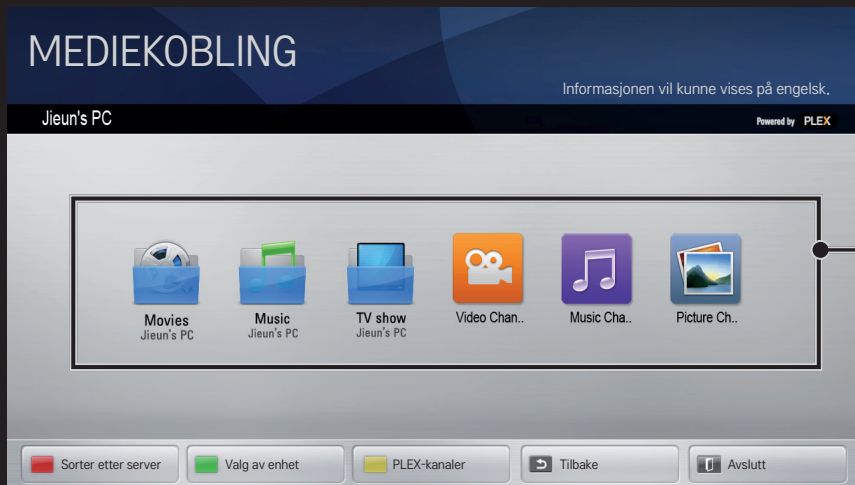 MEDIEKOBLING
Informasjonen vil kunne vises på engelsk.
Jieun's PC
Powered by PLEX
Movies
Jieun's PC
Music
Jieun's PC
TV show
Jieun's PC
Video Chan..
Music Cha..
Picture Ch..
Sorter etter server
Valg av enhet
PLEX-kanaler
Tilbake
Avslutt